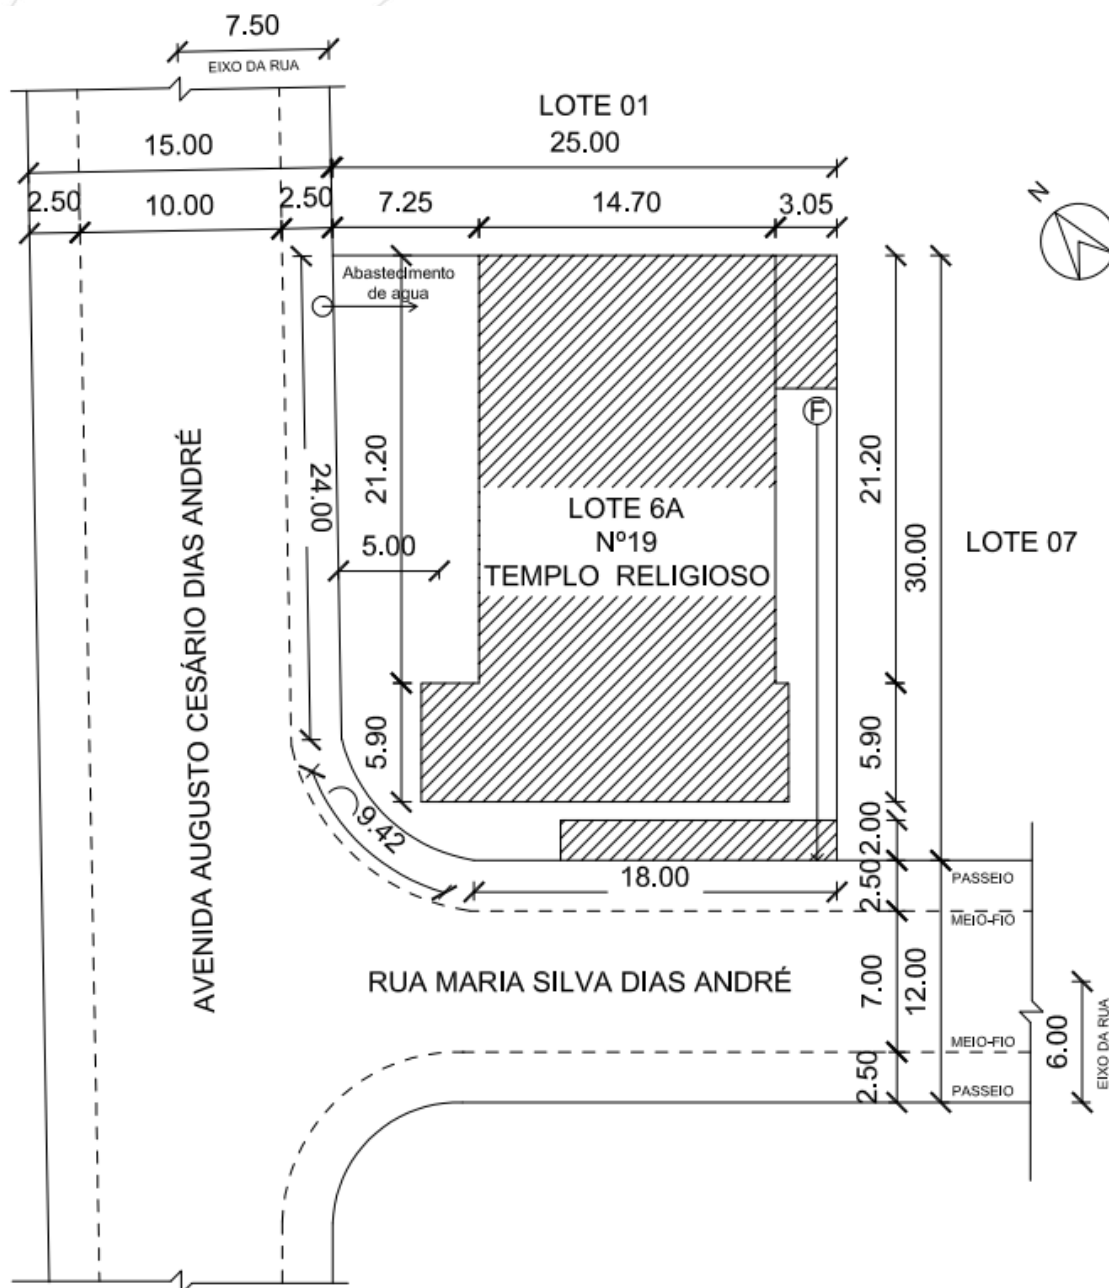 7.50
EIXO DA RUA
LOTE 01
15.00
25.00
2.50
10.00
2.50
7.25
14.70
3.05
N
Abastecimento
de agua
F
24.00
21.20
21.20
30.00
5.00
LOTE 6A
Nº19
TEMPLO RELIGIOSO
LOTE 07
AVENIDA AUGUSTO CESÁRIO DIAS ANDRÉ
5.90
5.90
9.42
2.00
18.00
2.50
PASSEIO
MEIO-FIO
RUA MARIA SILVA DIAS ANDRÉ
7.00
12.00
MEIO-FIO
6.00
EIXO DA RUA
2.50
PASSEIO